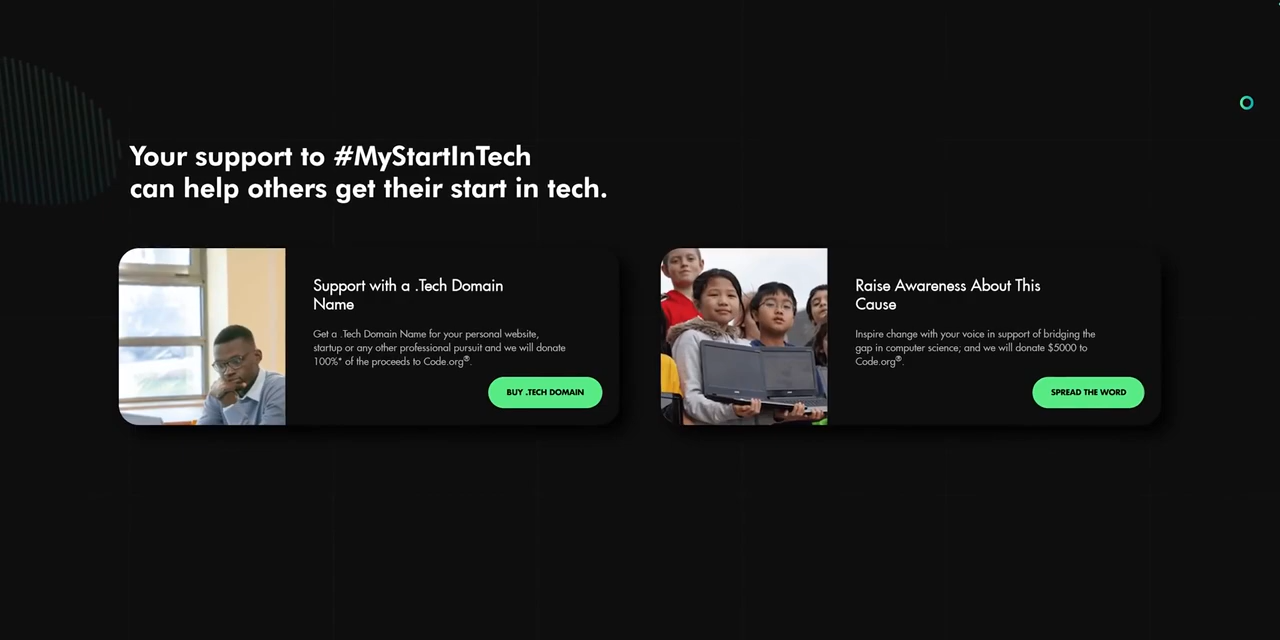 Your support to #MyStartInTech
can help others get their start in tech.
Support with a .Tech Domain
Name
Get a .Tech Domain Name for your personal website,
startup or any other professional pursuit and we will donate
100%* of the proceeds to Code.org®.
BUY .TECH DOMAIN
Raise Awareness About This
Cause
Inspire change with your voice in support of bridging the
gap in computer science; and we will donate $5000 to
Code.org®.
SPREAD THE WORD